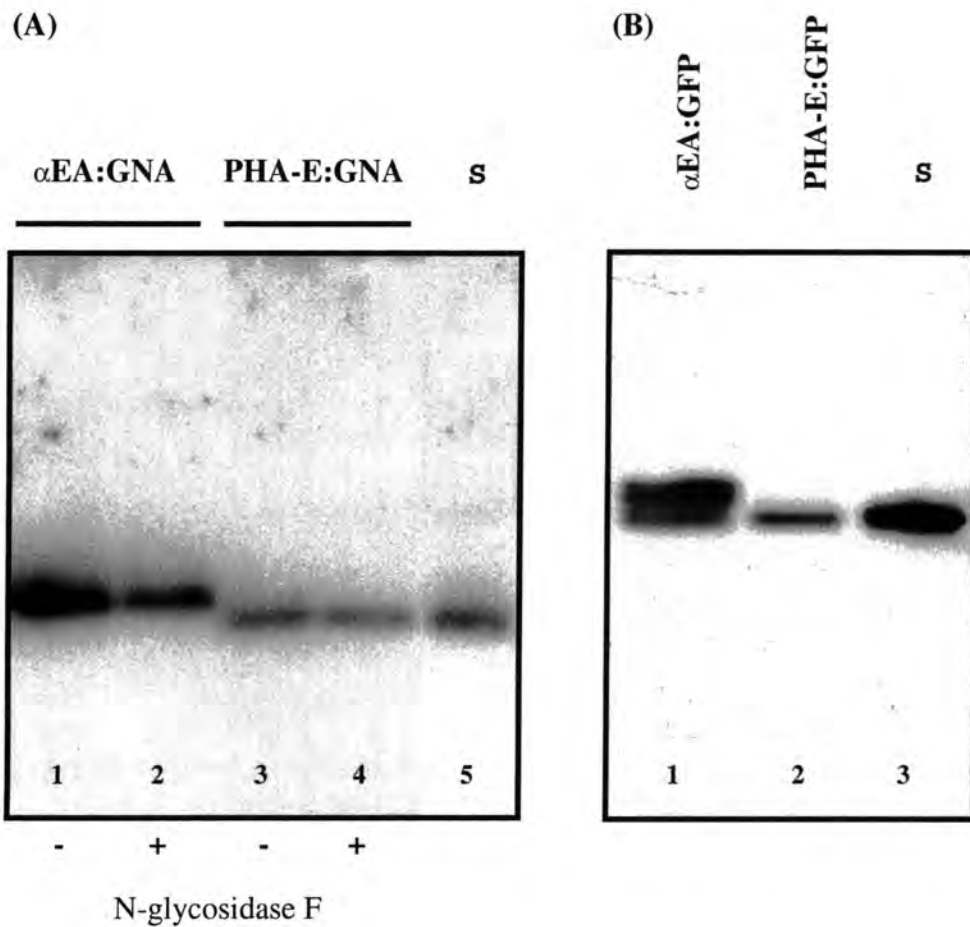 (A)
αEA:GNA PHA-E:GNA S
1 2 3 4 5
- + - +
N-glycosidase F
(B)
αEA:GFP PHA-E:GFP S
1 2 3